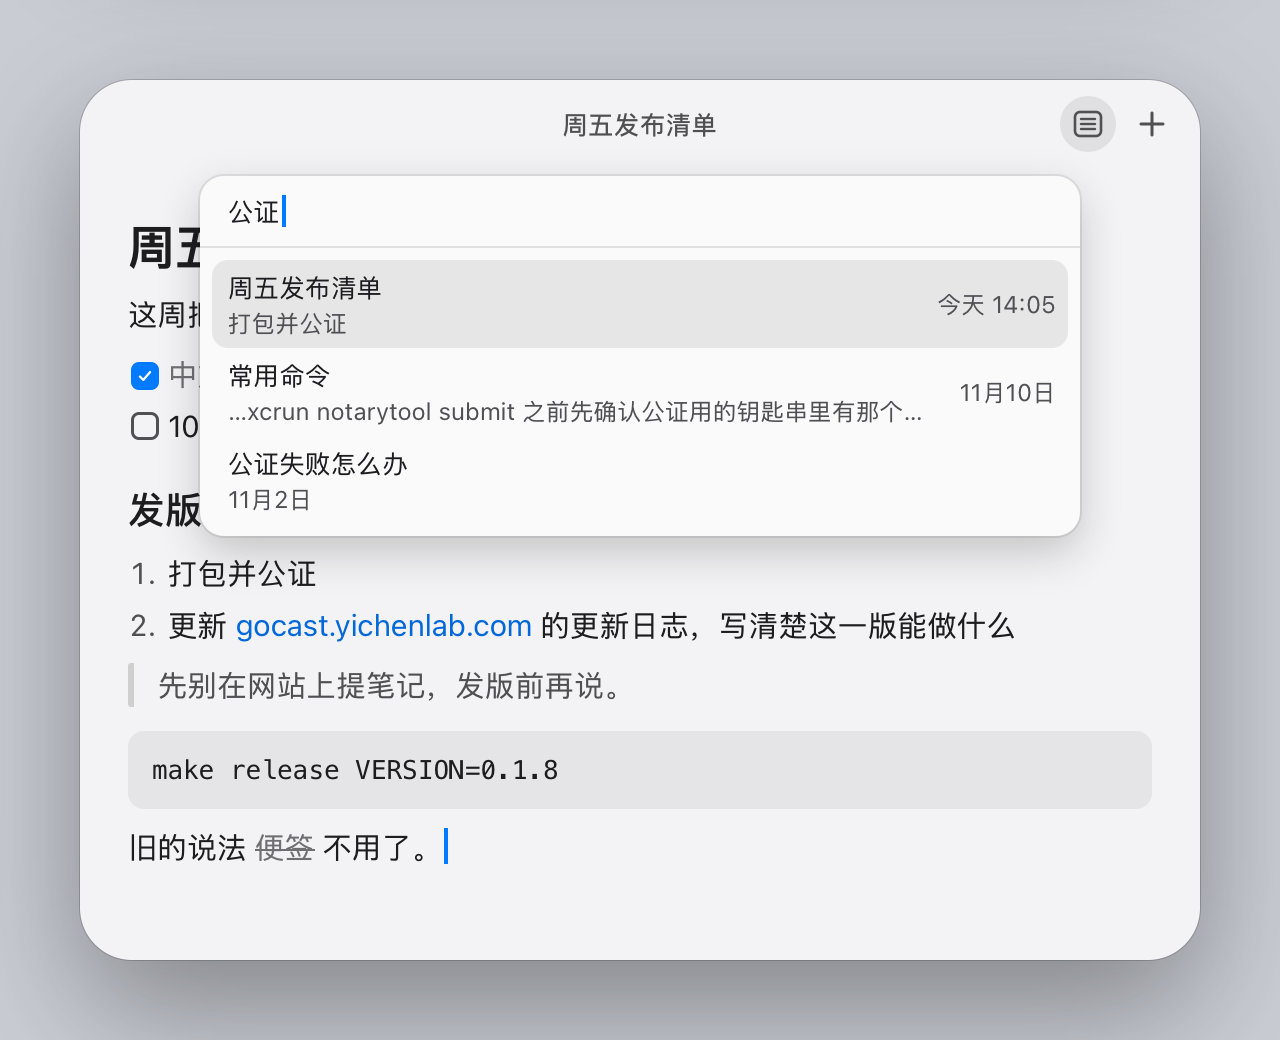 周五发布清单
公证
周五发布清单
今天 14:05
打包并公证
常用命令
11月10日
...xcrun notarytool submit 之前先确认公证用的钥匙串里有那个...
公证失败怎么办
11月2日
周五
这周
中
10
发版
1. 打包并公证
2. 更新 gocast.yichenlab.com 的更新日志，写清楚这一版能做什么
先别在网站上提笔记，发版前再说。
make release VERSION=0.1.8
旧的说法 便签 不用了。